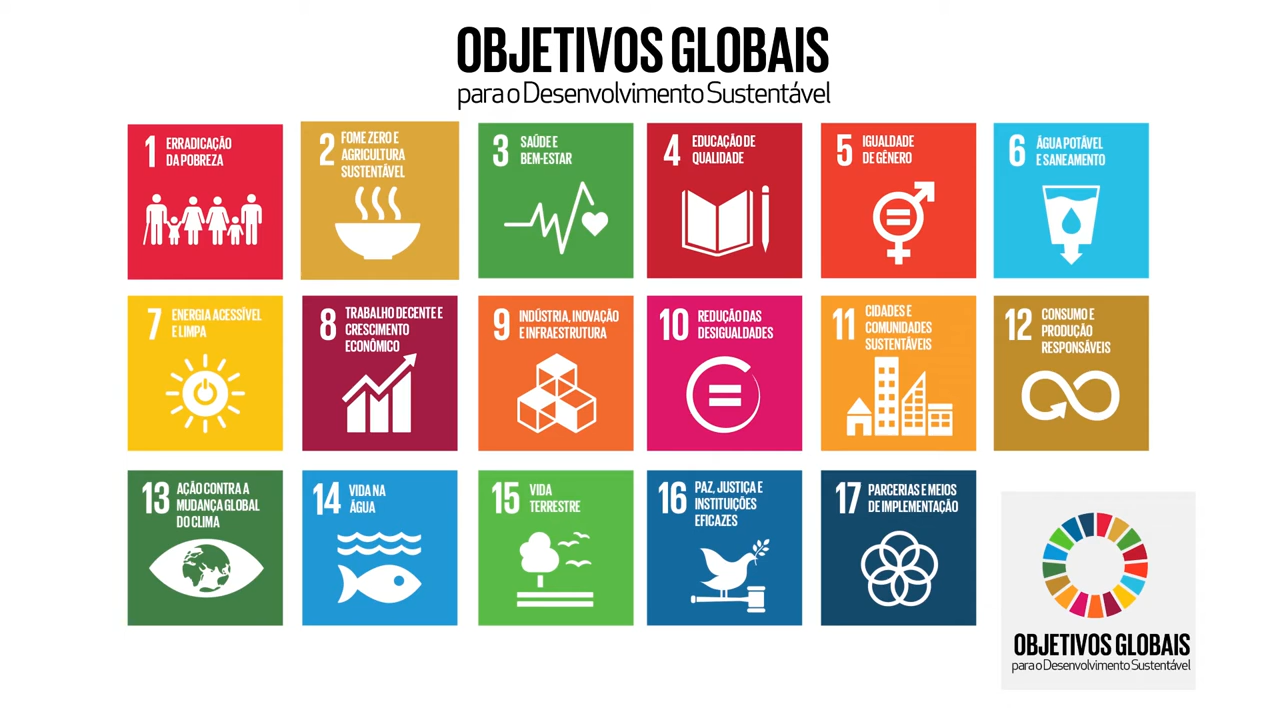 OBJETIVOS GLOBAIS
para o Desenvolvimento Sustentável
1 ERRADICAÇÃO
DA POBREZA
2 FOME ZERO E
AGRICULTURA
SUSTENTÁVEL
3 SAÚDE E
BEM-ESTAR
4 EDUCAÇÃO DE
QUALIDADE
5 IGUALDADE
DE GÊNERO
6 ÁGUA POTÁVEL
E SANEAMENTO
7 ENERGIA ACESSÍVEL
E LIMPA
8 TRABALHO DECENTE E
CRESCIMENTO
ECONÔMICO
9 INDÚSTRIA, INOVAÇÃO
E INFRAESTRUTURA
10 REDUÇÃO DAS
DESIGUALDADES
11 CIDADES E
COMUNIDADES
SUSTENTÁVEIS
12 CONSUMO E
PRODUÇÃO
RESPONSÁVEIS
13 AÇÃO CONTRA A
MUDANÇA GLOBAL
DO CLIMA
14 VIDA NA
ÁGUA
15 VIDA
TERRESTRE
16 PAZ, JUSTIÇA E
INSTITUIÇÕES
EFICAZES
17 PARCERIAS E MEIOS
DE IMPLEMENTAÇÃO
OBJETIVOS GLOBAIS
para o Desenvolvimento Sustentável